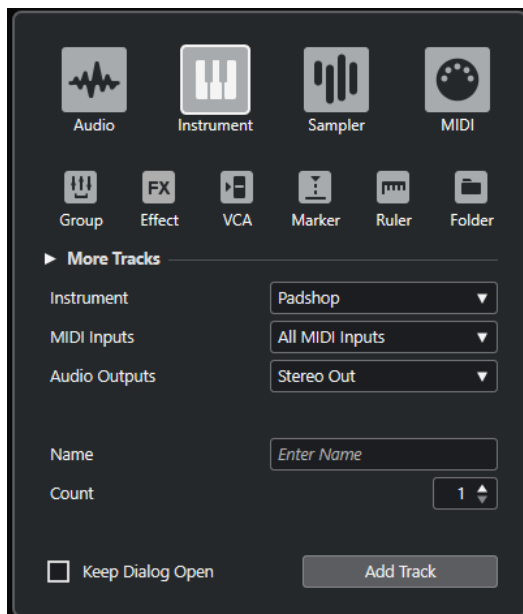 Audio Instrument Sampler MIDI
FX
Group Effect VCA Marker Ruler Folder
More Tracks
Instrument Padshop
MIDI Inputs All MIDI Inputs
Audio Outputs Stereo Out
Name Enter Name
Count 1
Keep Dialog Open Add Track